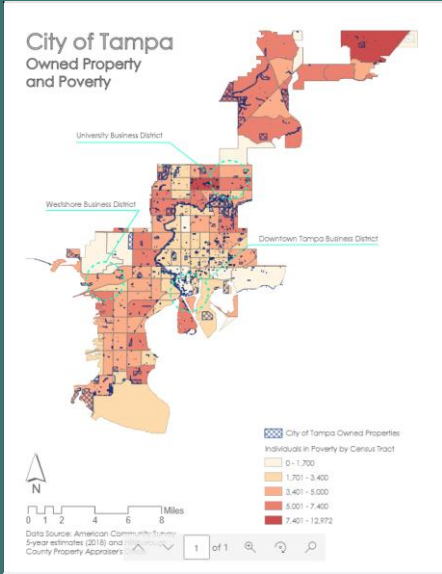 City of Tampa
Owned Property
and Poverty
University Business District
Westshore Business District
Downtown Tampa Business District
City of Tampa Owned Properties
Individuals in Poverty by Census Tract
0 - 1,700
1,701 - 3,400
3,401 - 5,000
5,001 - 7,400
7,401 - 12,972
N
Miles
0 1 2 4 6 8
Data Source: American Community Survey
5-year estimates (2018) and
County Property Appraiser's
1 of 1